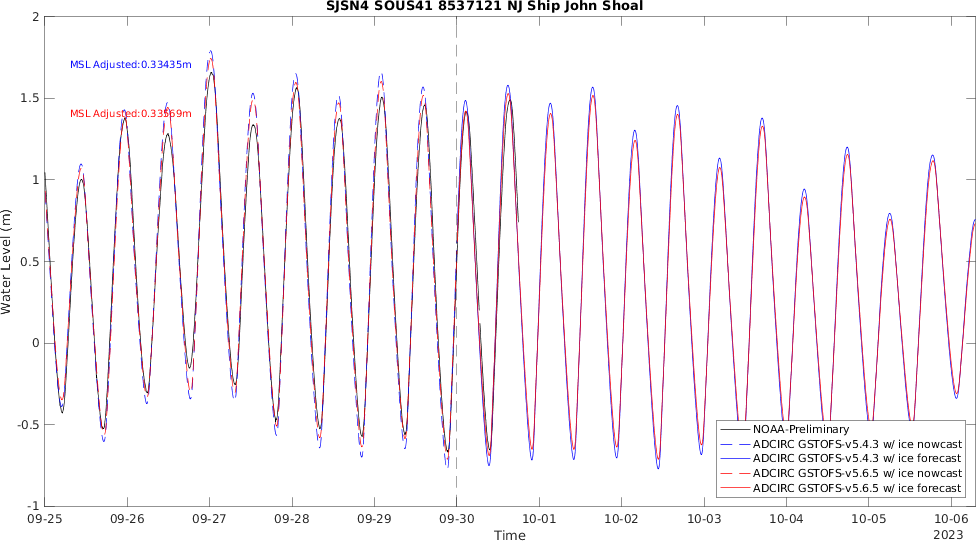 SJSN4 SOUS41 8537121 NJ Ship John Shoal
MSL Adjusted:0.33435m
MSL Adjusted:0.33569m
Water Level (m)
2
1.5
1
0.5
0
-0.5
-1
NOAA-Preliminary
ADCIRC GSTOFS-v5.4.3 w/ ice nowcast
ADCIRC GSTOFS-v5.4.3 w/ ice forecast
ADCIRC GSTOFS-v5.6.5 w/ ice nowcast
ADCIRC GSTOFS-v5.6.5 w/ ice forecast
09-25 09-26 09-27 09-28 09-29 09-30 10-01 10-02 10-03 10-04 10-05 10-06
Time
2023